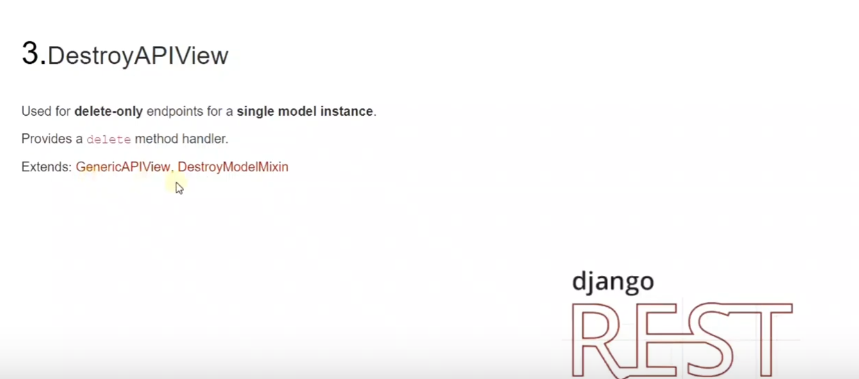 3.DestroyAPIView
Used for delete-only endpoints for a single model instance.
Provides a delete method handler.
Extends: GenericAPIView, DestroyModelMixin
django
REST